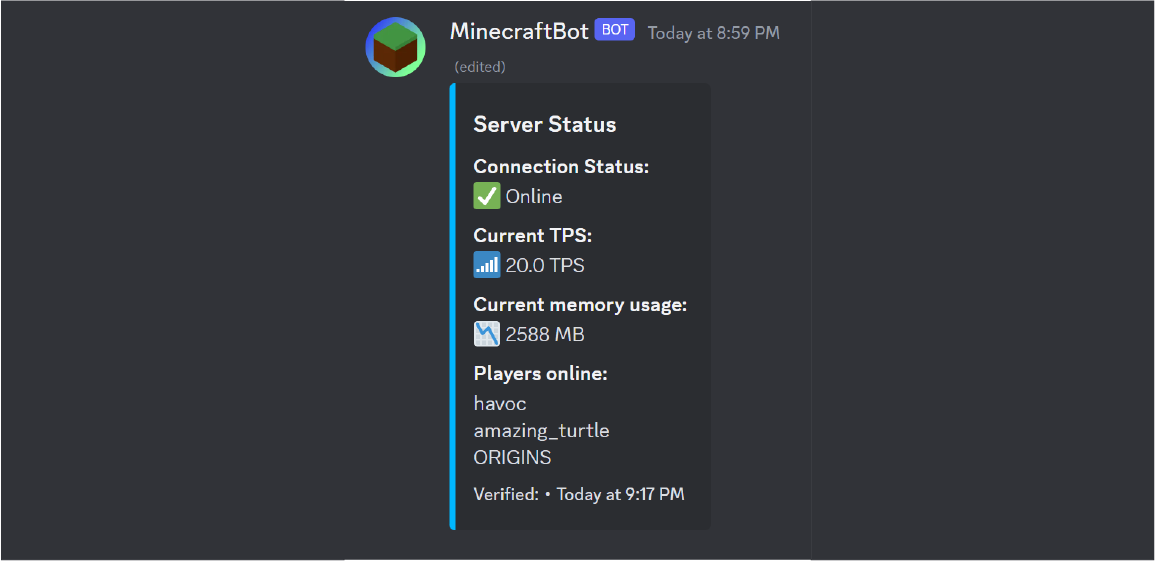 MinecraftBot BOT Today at 8:59 PM
(edited)
Server Status
Connection Status:
Online
Current TPS:
20.0 TPS
Current memory usage:
2588 MB
Players online:
havoc
amazing_turtle
ORIGINS
Verified: • Today at 9:17 PM